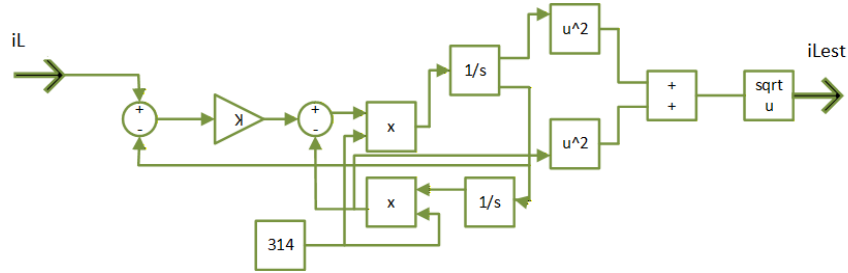 iL
iLest
u^2
1/s
+
-
K
+
-
x
+
+
sqrt
u
u^2
x
1/s
314